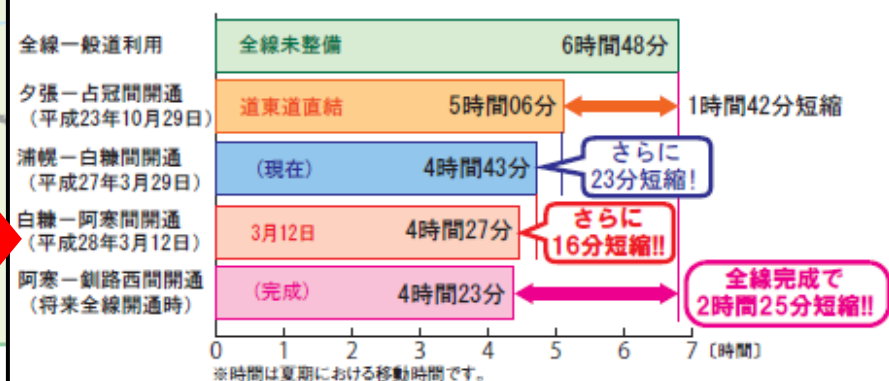 全線一般道利用
全線未整備
6時間48分
夕張－占冠間開通
（平成23年10月29日）
道東道直結
5時間06分
1時間42分短縮
浦幌－白糠間開通
（平成27年3月29日）
（現在）
4時間43分
さらに
23分短縮!
白糠－阿寒間開通
（平成28年3月12日）
3月12日
4時間27分
さらに
16分短縮!!
阿寒－釧路西間開通
（将来全線開通時）
（完成）
4時間23分
全線完成で
2時間25分短縮!!
0 1 2 3 4 5 6 7 〔時間〕
※時間は夏期における移動時間です。